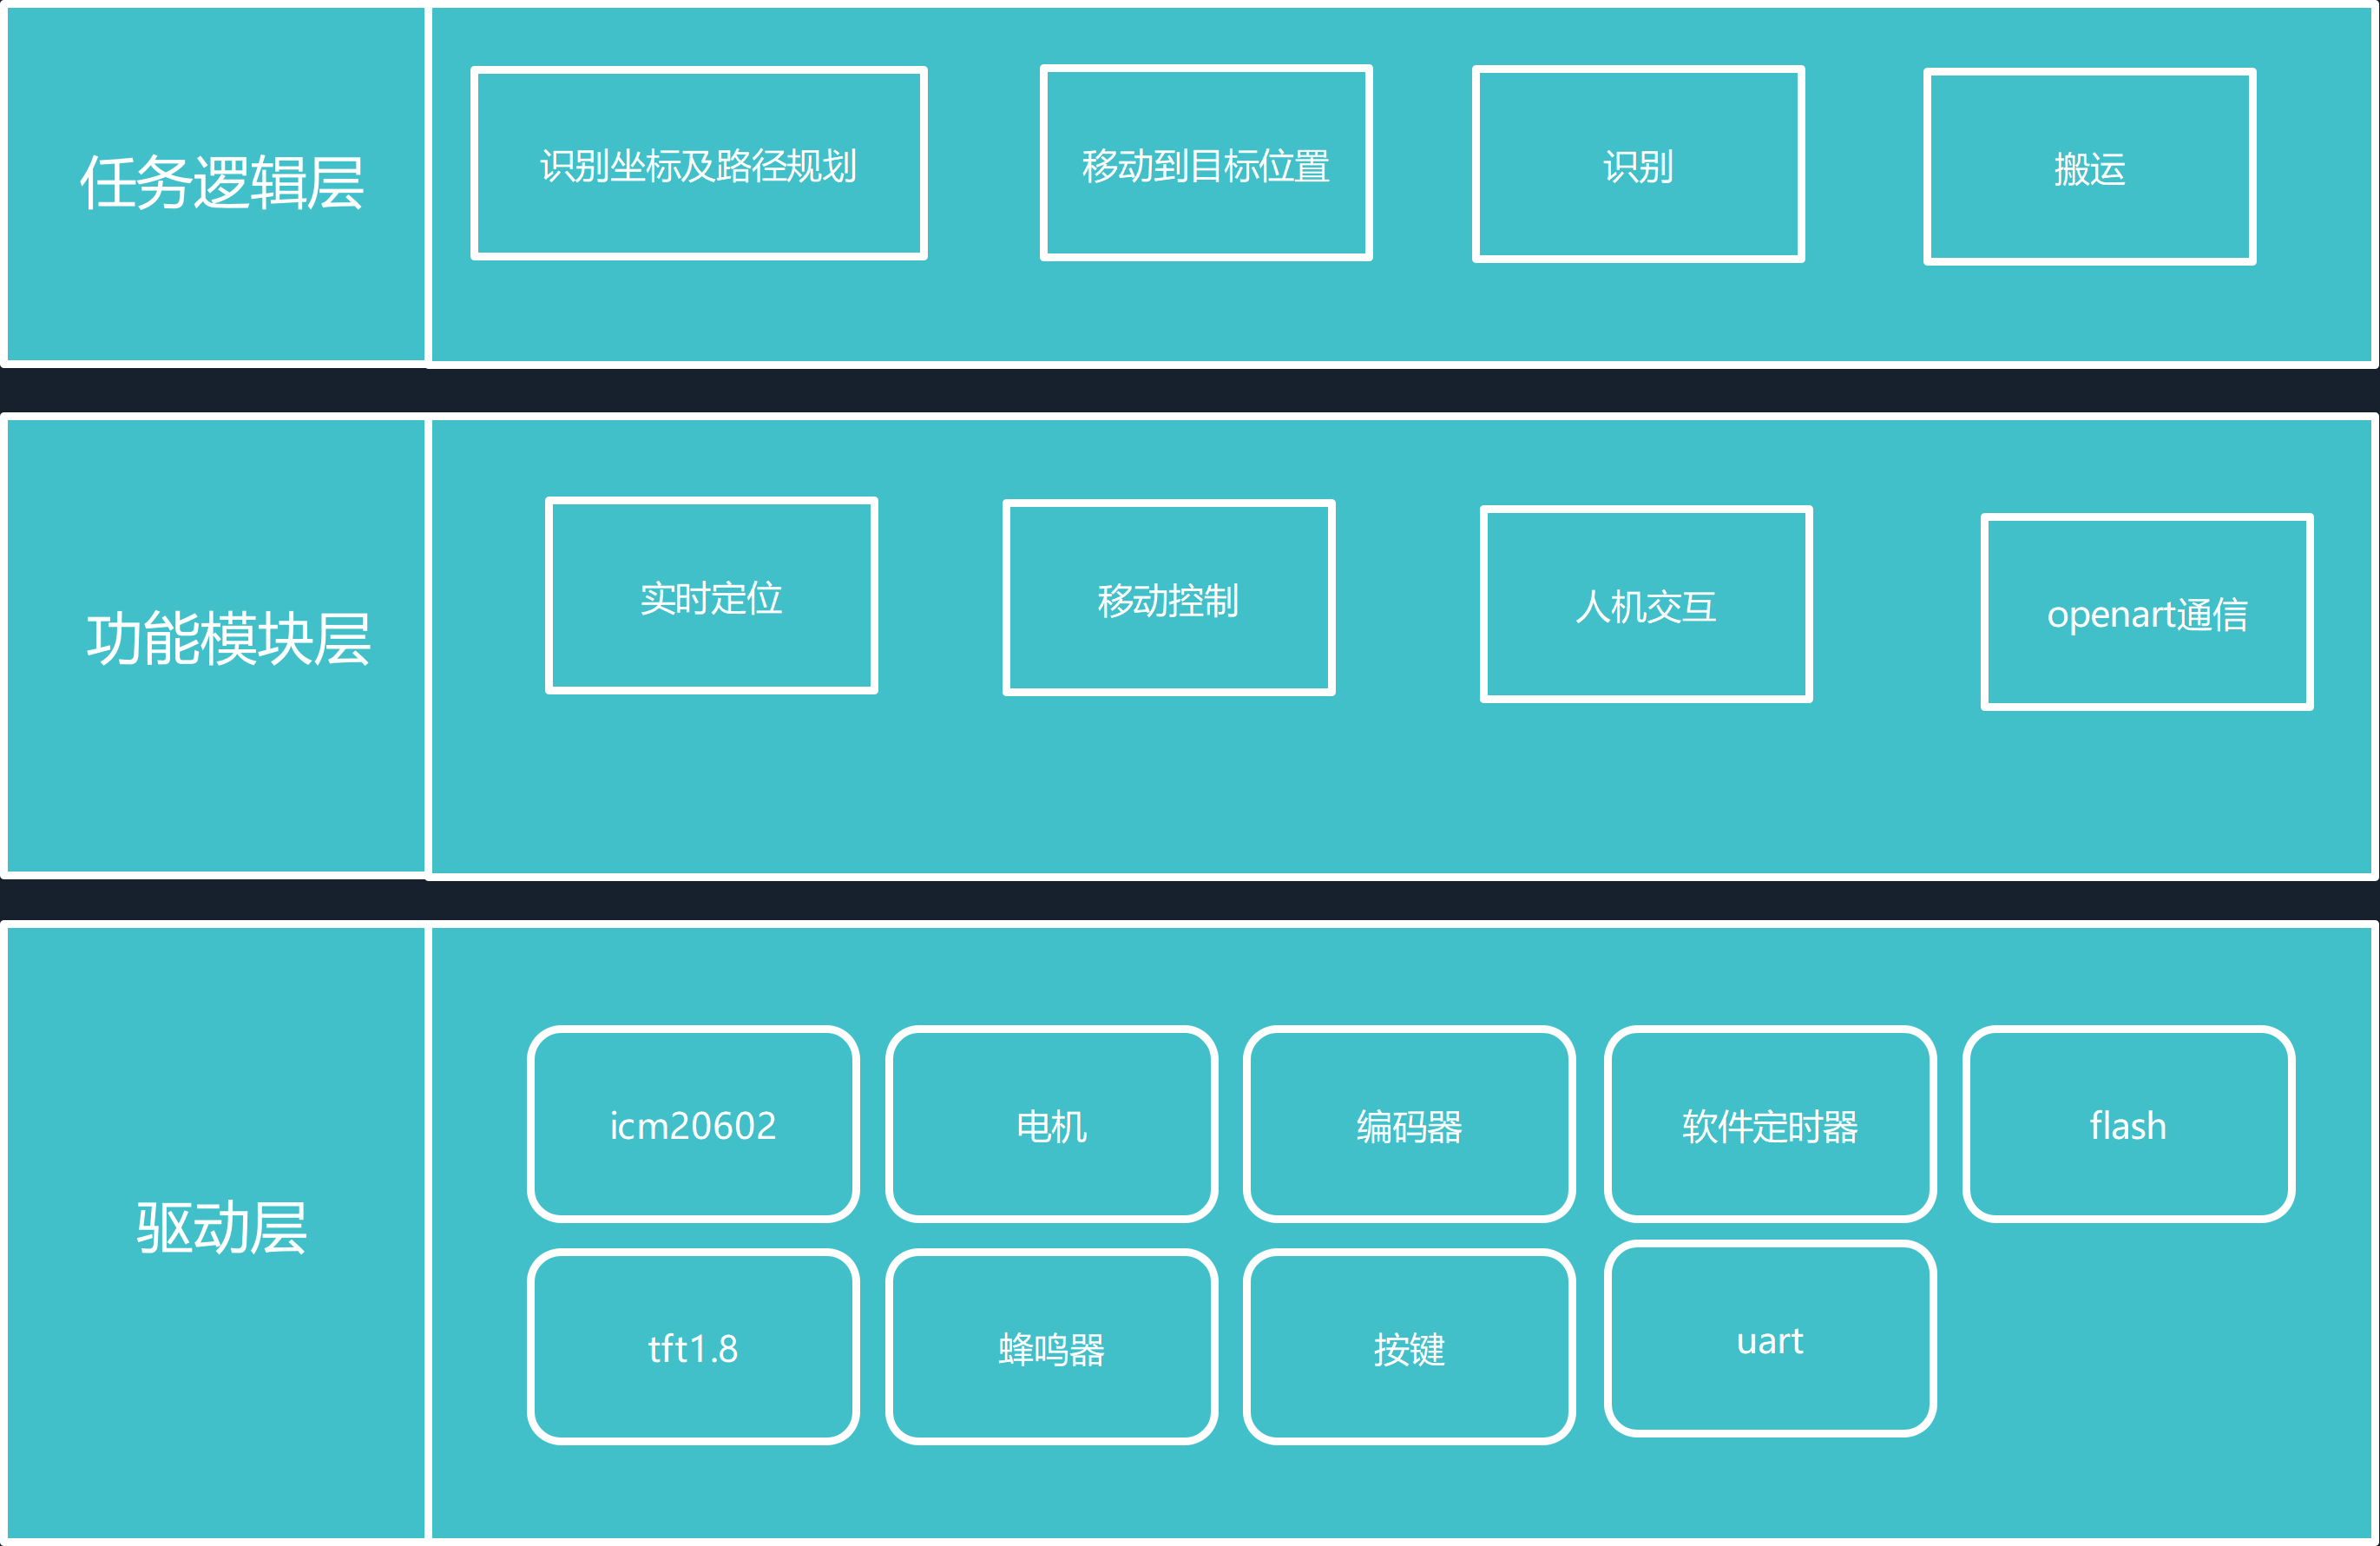 任务逻辑层
识别坐标及路径规划
移动到目标位置
识别
搬运
功能模块层
实时定位
移动控制
人机交互
openart通信
驱动层
icm20602
电机
编码器
软件定时器
flash
tft1.8
蜂鸣器
按键
uart